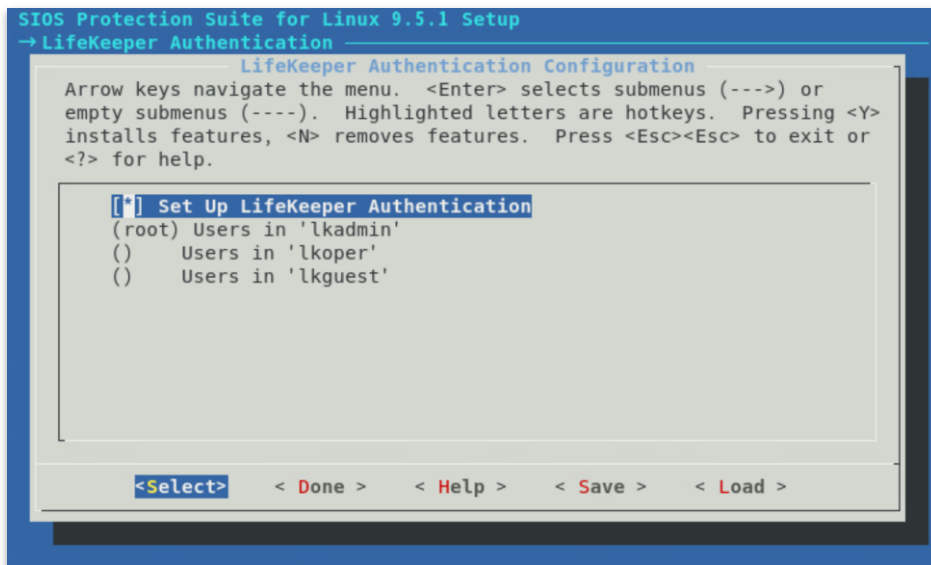 SIOS Protection Suite for Linux 9.5.1 Setup
→ LifeKeeper Authentication
LifeKeeper Authentication Configuration
Arrow keys navigate the menu.  <Enter> selects submenus (--->) or
empty submenus (----).  Highlighted letters are hotkeys.  Pressing <Y>
installs features, <N> removes features.  Press <Esc><Esc> to exit or
<?> for help.
[*] Set Up LifeKeeper Authentication
(root) Users in 'lkadmin'
()    Users in 'lkoper'
()    Users in 'lkguest'
<Select>    < Done >    < Help >    < Save >    < Load >